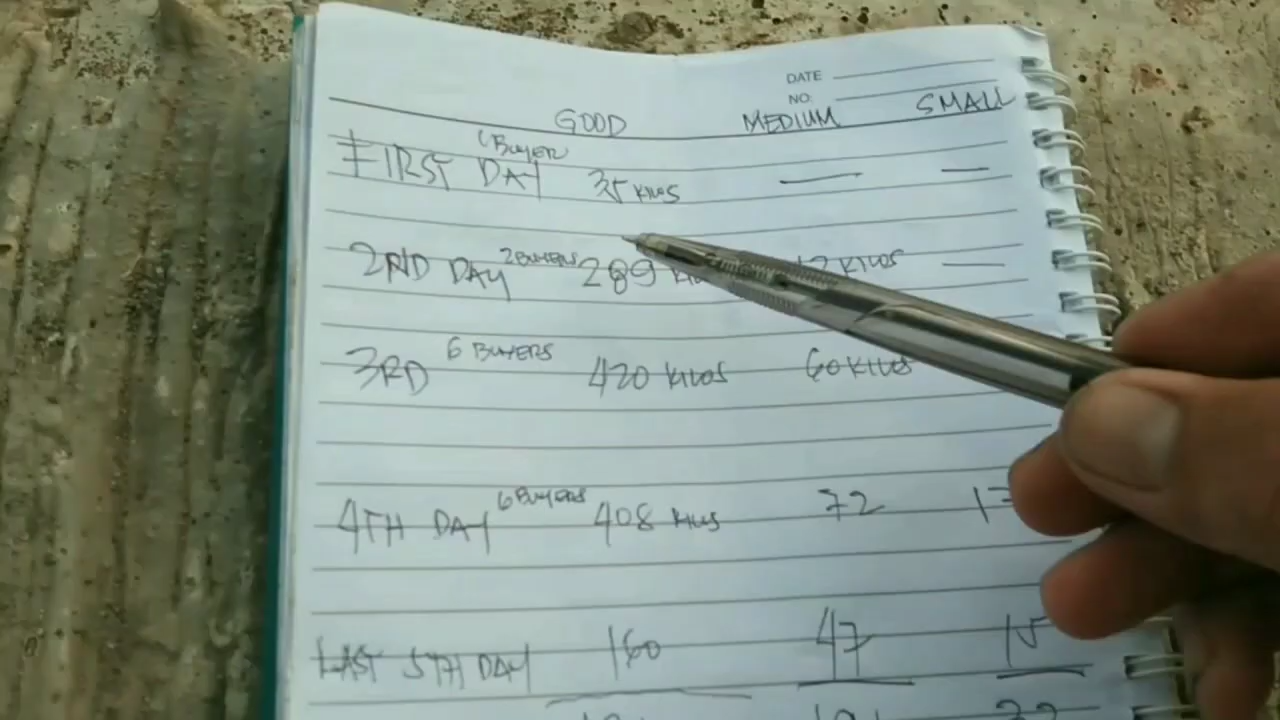 DATE
NO:
GOOD MEDIUM SMALL
FIRST DAY 1 BUYER 35 KILOS — —
2ND DAY 2 BUYERS 289 KILOS —
3RD 6 BUYERS 420 KILOS 60 KILOS
4TH DAY 6 BUYERS 408 KILOS 72
LAST 5TH DAY 160 47 15